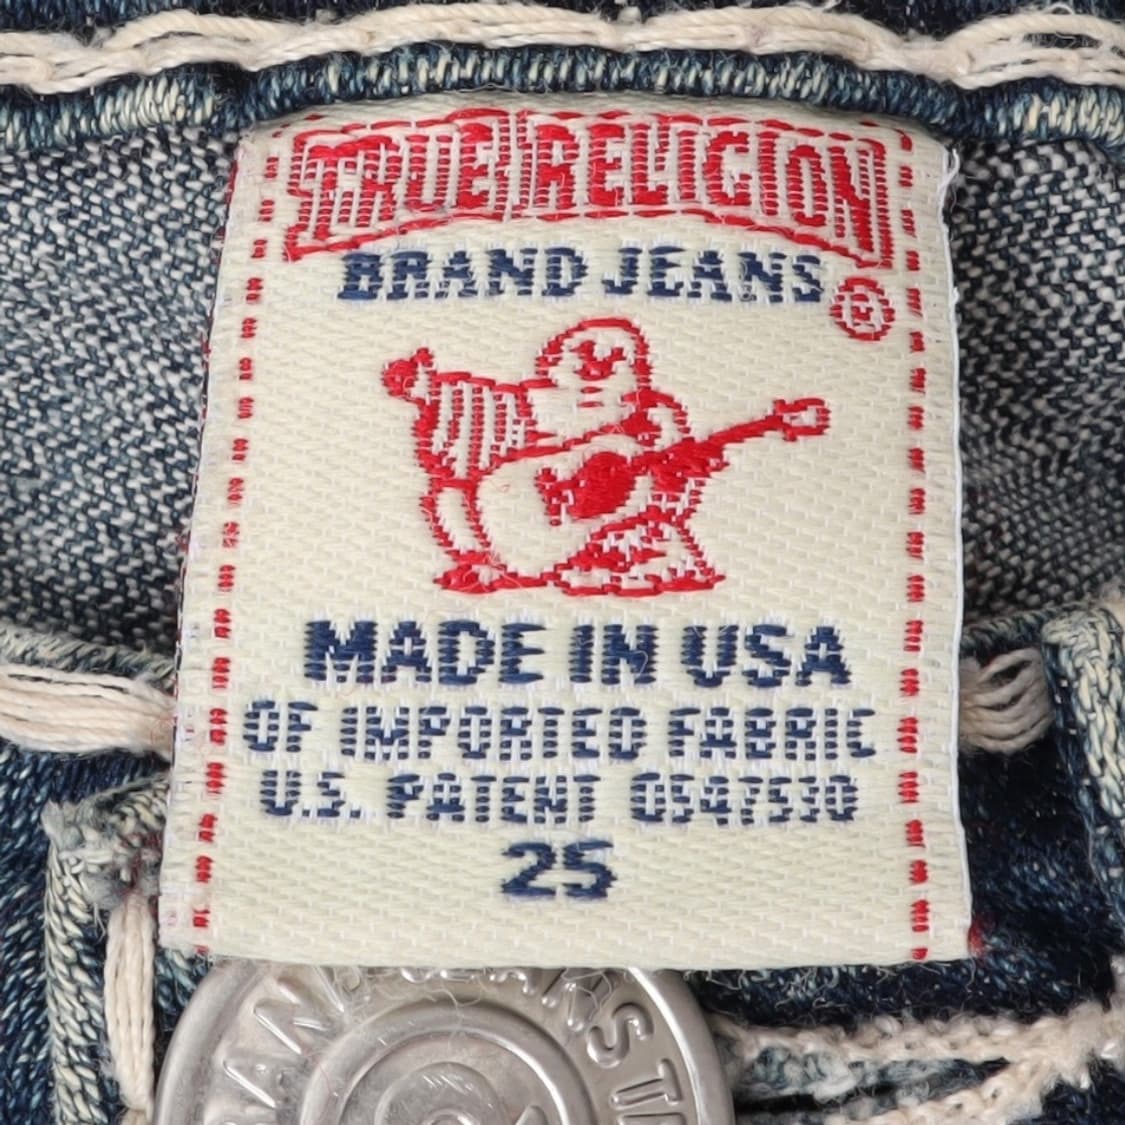 TRUE RELIGION
BRAND JEANS
®
MADE IN USA
OF IMPORTED FABRIC
U.S. PATENT 0547530
25